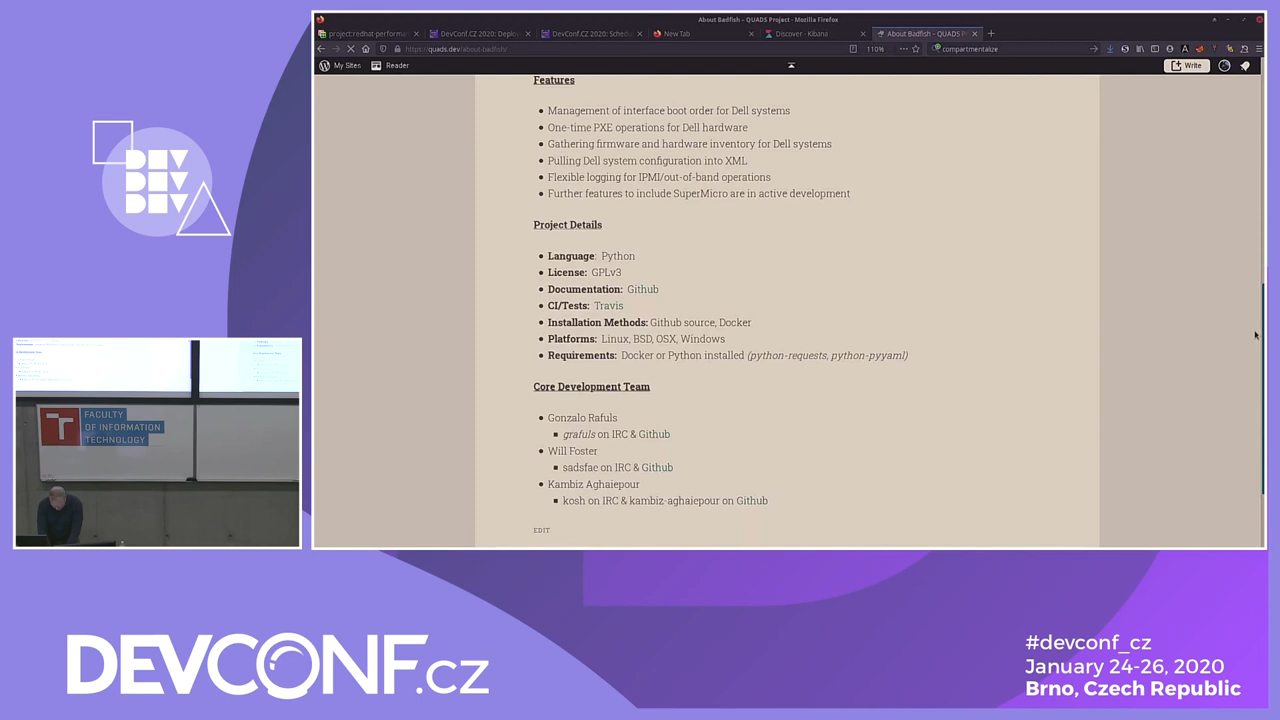 About Badfish - QUADS Project - Mozilla Firefox
project:redhat-performa
DevConf.CZ 2020: Deplo
DevConf.CZ 2020: Schedu
New Tab
Discover - Kibana
About Badfish - QUADS P
https://quads.dev/about-badfish/
110%
compartmentalize
My Sites
Reader
Write
Features
Management of interface boot order for Dell systems
One-time PXE operations for Dell hardware
Gathering firmware and hardware inventory for Dell systems
Pulling Dell system configuration into XML
Flexible logging for IPMI/out-of-band operations
Further features to include SuperMicro are in active development
Project Details
Language: Python
License: GPLv3
Documentation: Github
CI/Tests: Travis
Installation Methods: Github source, Docker
Platforms: Linux, BSD, OSX, Windows
Requirements: Docker or Python installed (python-requests, python-pyyaml)
Core Development Team
Gonzalo Rafuls
grafuls on IRC & Github
Will Foster
sadsfae on IRC & Github
Kambiz Aghaiepour
kosh on IRC & kambiz-aghaiepour on Github
EDIT
DEV
DEV
DEV
FACULTY
OF INFORMATION
TECHNOLOGY
DEVCONF.cz
#devconf_cz
January 24-26, 2020
Brno, Czech Republic